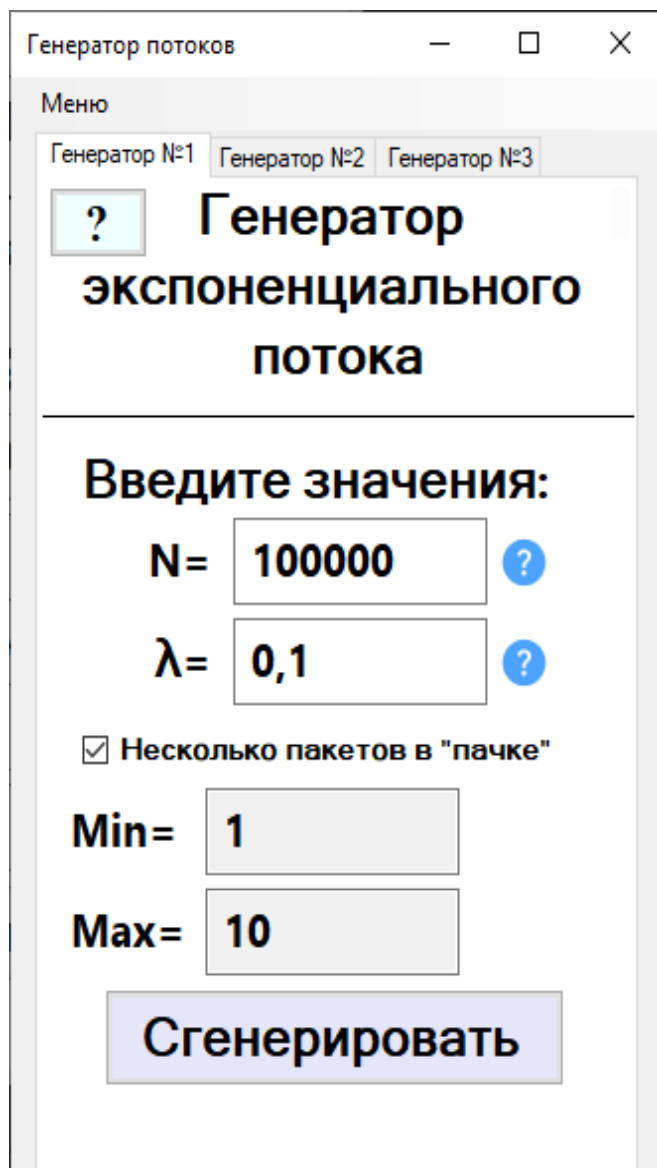 Генератор потоков
Меню
Генератор №1 Генератор №2 Генератор №3
? Генератор
экспоненциального
потока
Введите значения:
N= 100000 ?
λ= 0,1 ?
Несколько пакетов в "пачке"
Min= 1
Max= 10
Сгенерировать